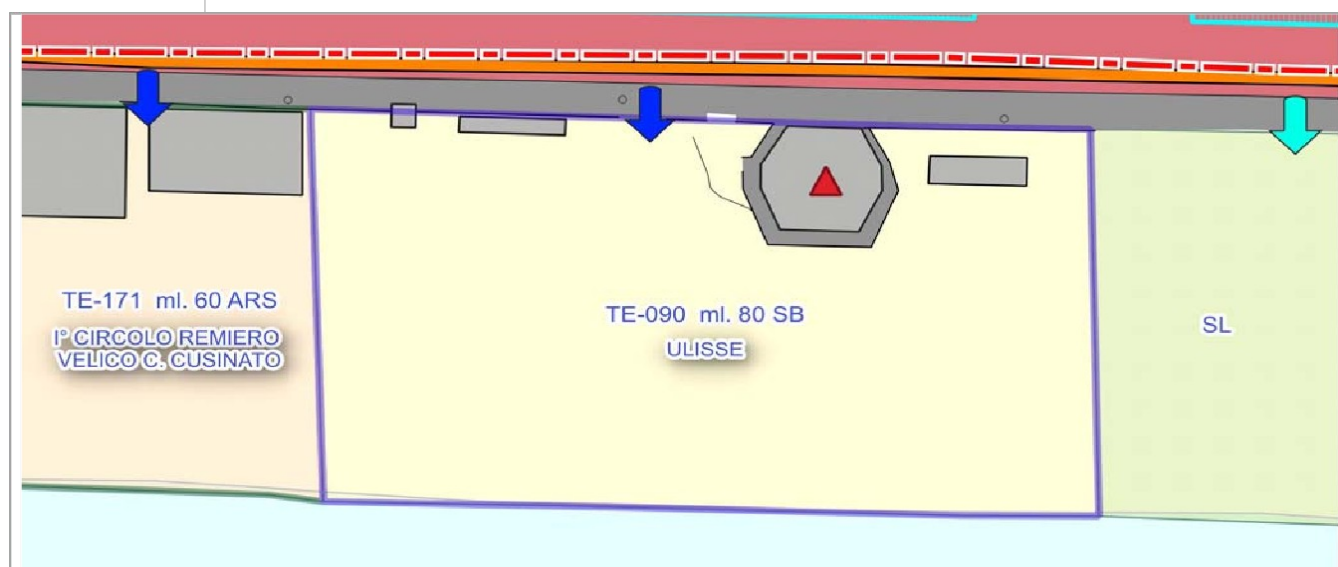 TE-171 ml. 60 ARS
I° CIRCOLO REMIERO
VELICO C. CUSINATO
TE-090 ml. 80 SB
ULISSE
SL